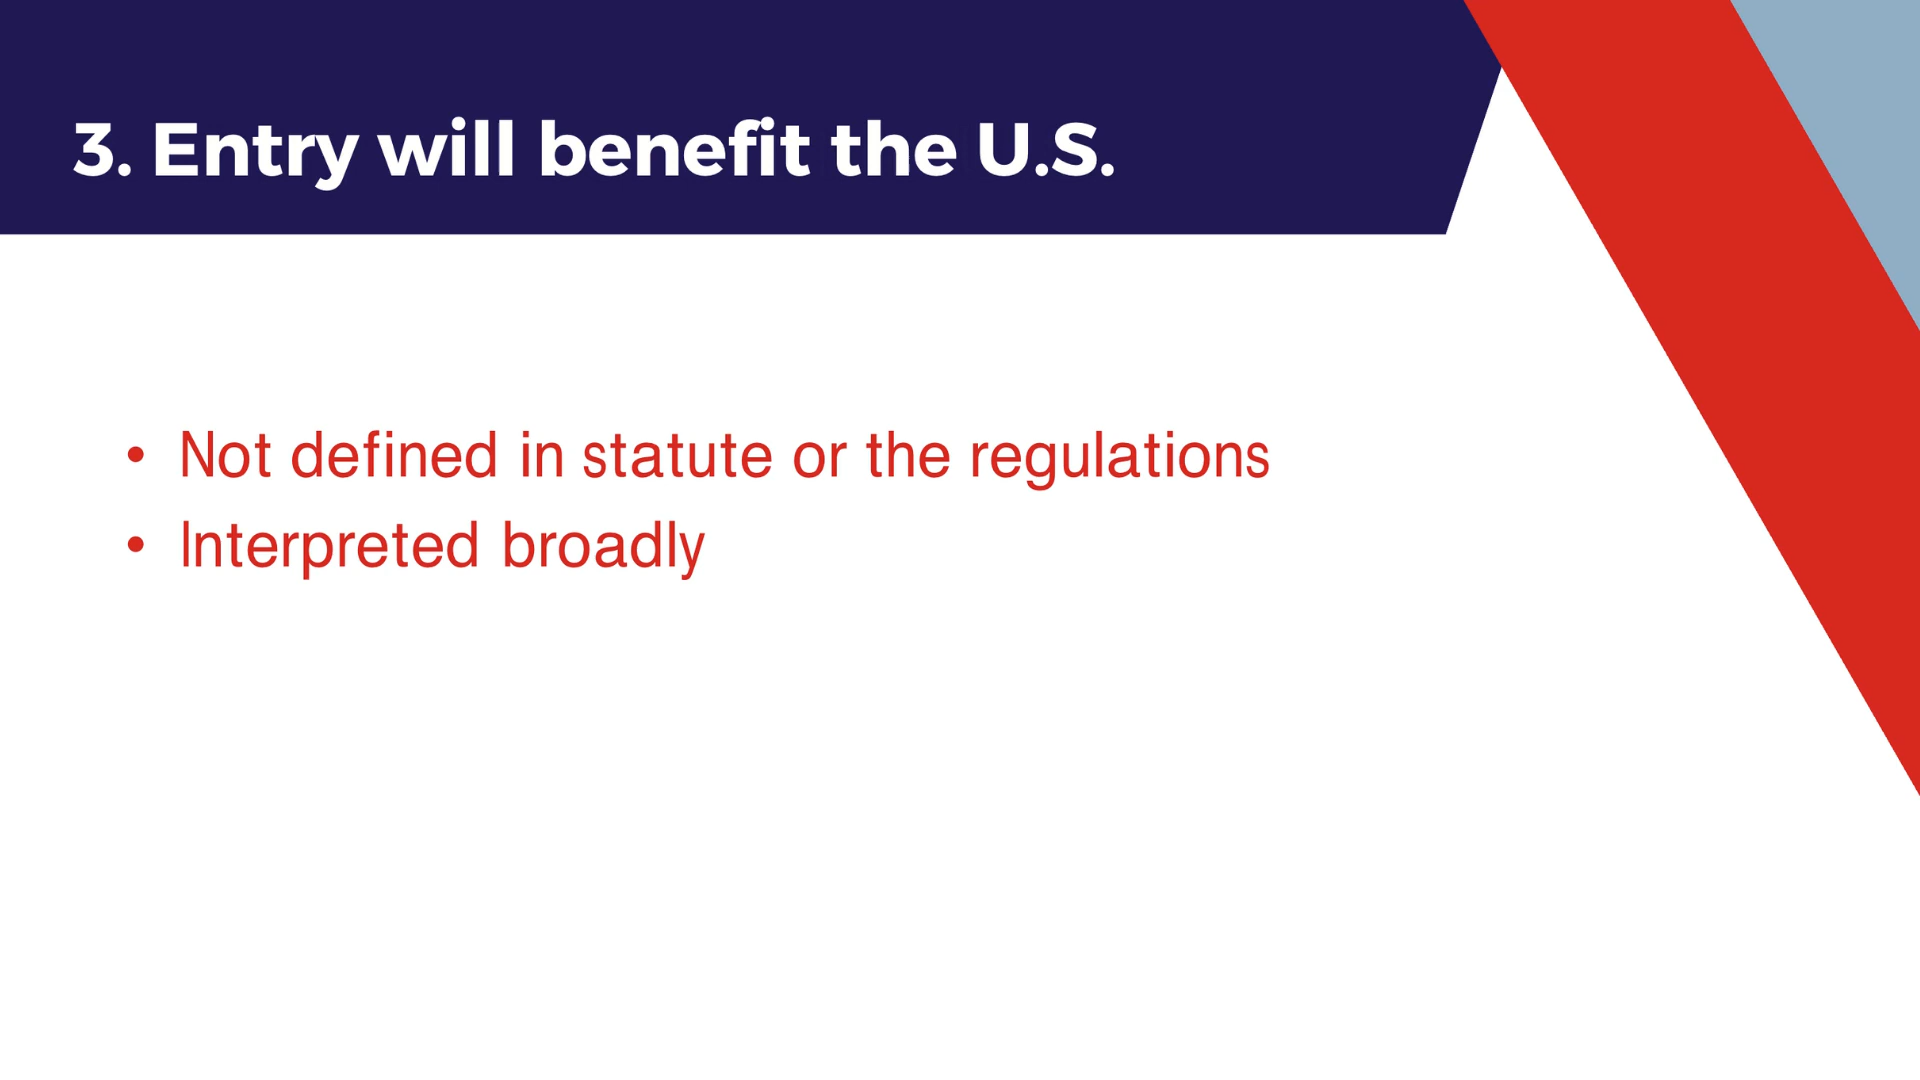 3. Entry will benefit the U.S.
• Not defined in statute or the regulations
• Interpreted broadly